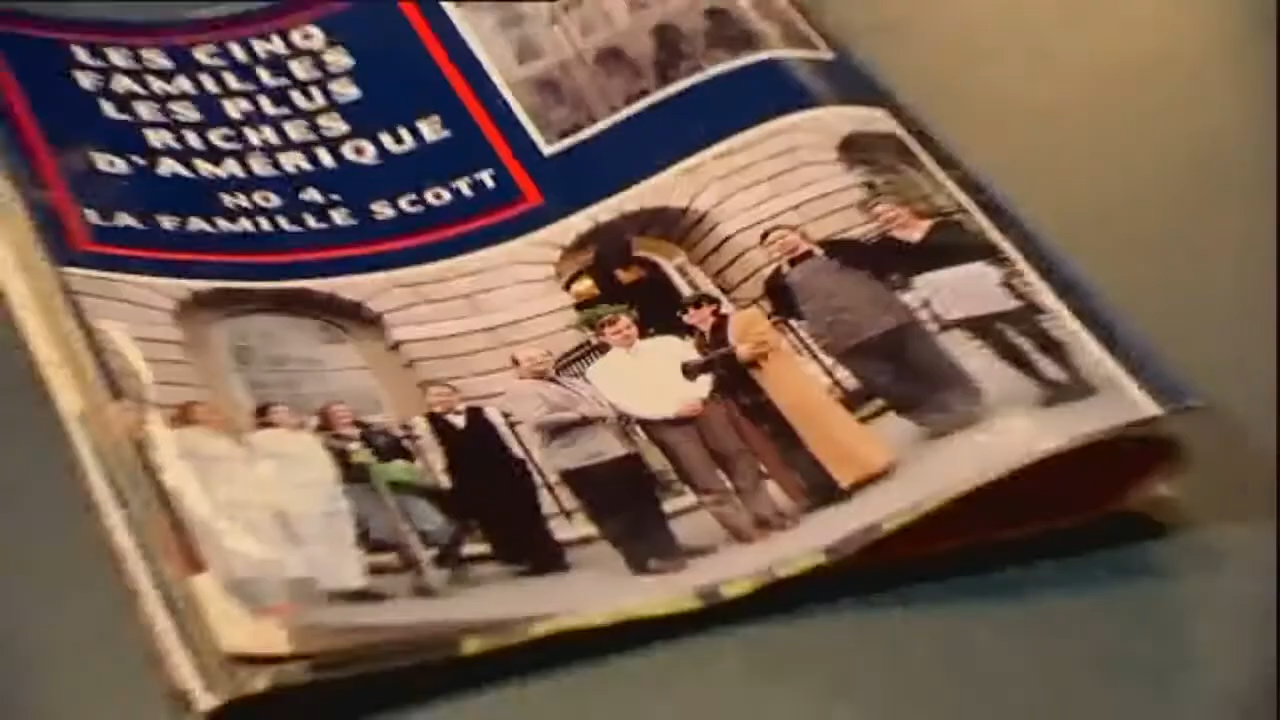 LES CINQ
FAMILLES
LES PLUS
RICHES
D'AMÉRIQUE
NO 4.
LA FAMILLE SCOTT